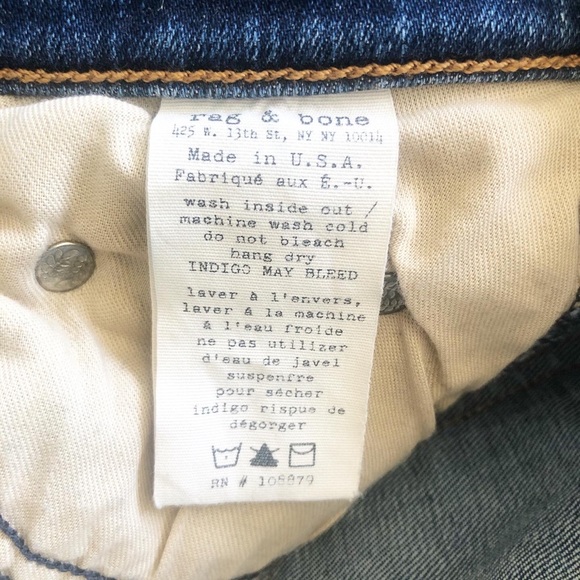 rag & bone
425 W. 13th St, NY NY 10014
Made in U.S.A.
Fabriqué aux É.-U.
wash inside out /
machine wash cold
do not bleach
hang dry
INDIGO MAY BLEED
laver à l'envers,
laver à la machine
à l'eau froide
ne pas utilizer
d'eau de javel
suspenfre
pour sécher
indigo rispue de
dégorger
RN # 108879